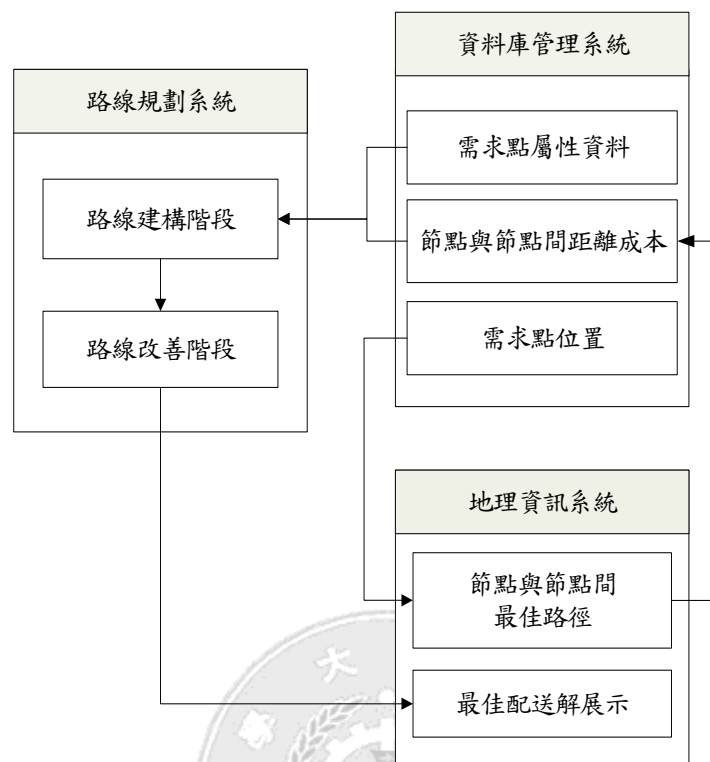 路線規劃系統
路線建構階段
路線改善階段
資料庫管理系統
需求點屬性資料
節點與節點間距離成本
需求點位置
地理資訊系統
節點與節點間
最佳路徑
最佳配送解展示
大